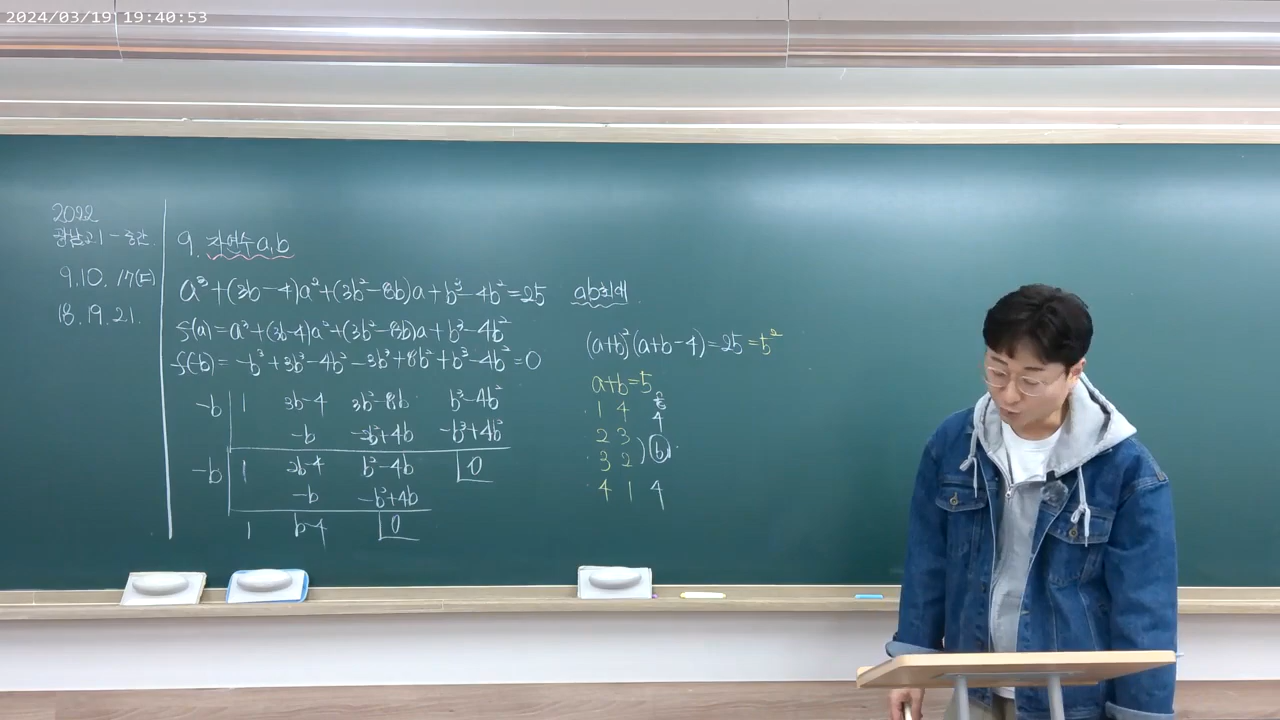 2024/03/19 19:40:53
2022
강남고1-중간
9. 10. 17(E)
18. 19. 21.
9. 자연수 a, b
a³+(3b-4)a²+(3b²-8b)a+b³-4b²=25 ab최대
f(a)=a³+(3b-4)a²+(3b²-8b)a+b³-4b²
f(-b)=-b³+3b³-4b²-3b³+8b²+b³-4b²=0
-b 1 3b-4 3b²-8b b³-4b²
-b -2b²+4b -b³+4b²
-b 1 2b-4 b²-4b 0
-b -b²+4b
1 b-4 0
(a+b)²(a+b-4)=25=5²
a+b=5
1 4 4
2 3
3 2 6
4 1 4